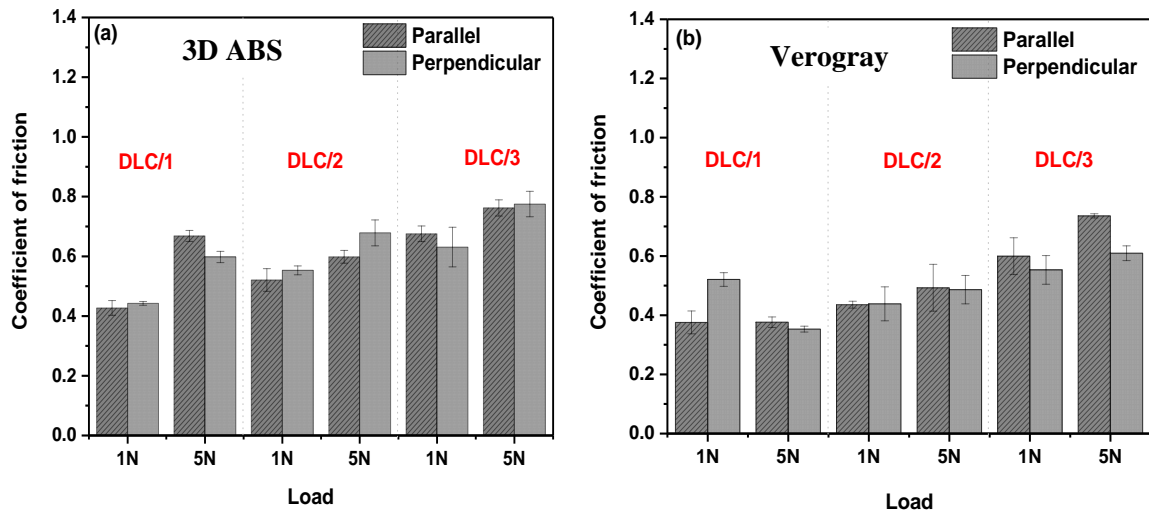 (a)
3D ABS
Parallel
Perpendicular
DLC/1
DLC/2
DLC/3
Coefficient of friction
1.4
1.2
1.0
0.8
0.6
0.4
0.2
0.0
1N
5N
1N
5N
1N
5N
Load
(b)
Verogray
Parallel
Perpendicular
DLC/1
DLC/2
DLC/3
Coefficient of friction
1.4
1.2
1.0
0.8
0.6
0.4
0.2
0.0
1N
5N
1N
5N
1N
5N
Load